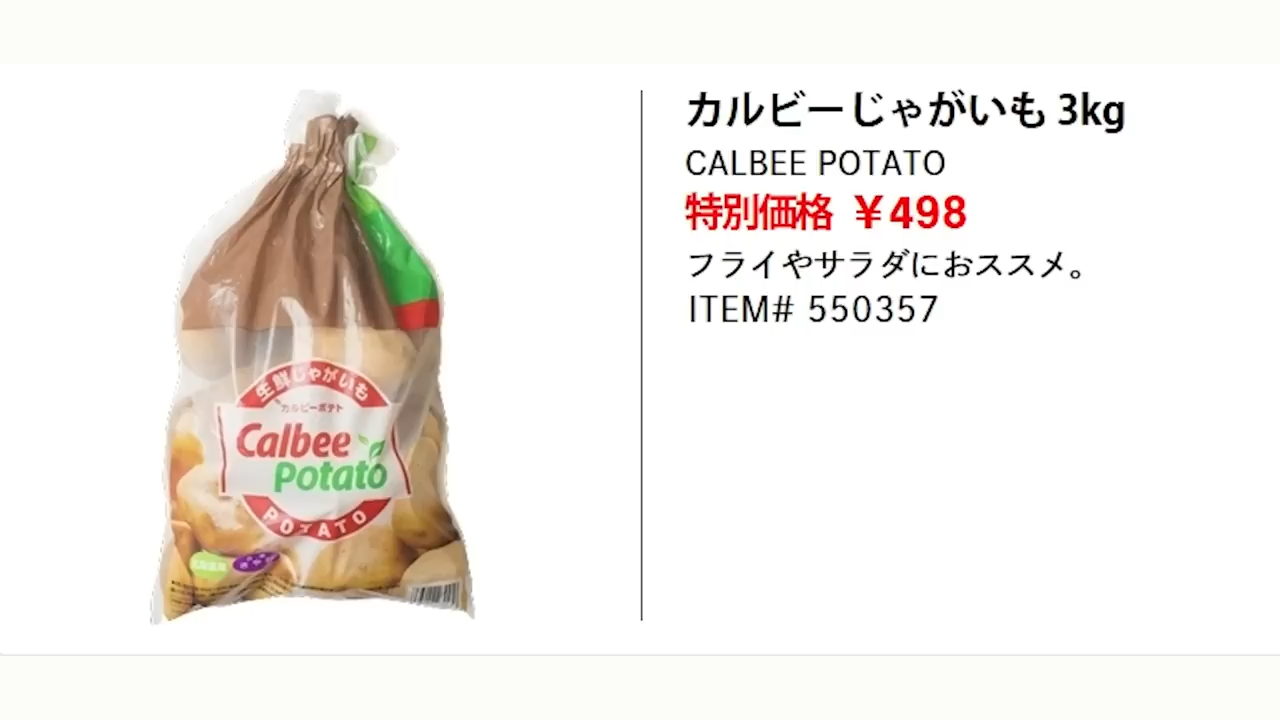 カルビーじゃがいも 3kg
CALBEE POTATO
特別価格 ￥498
フライやサラダにおススメ。
ITEM# 550357
生鮮じゃがいも
カルビーポテト
Calbee
Potato
POTATO